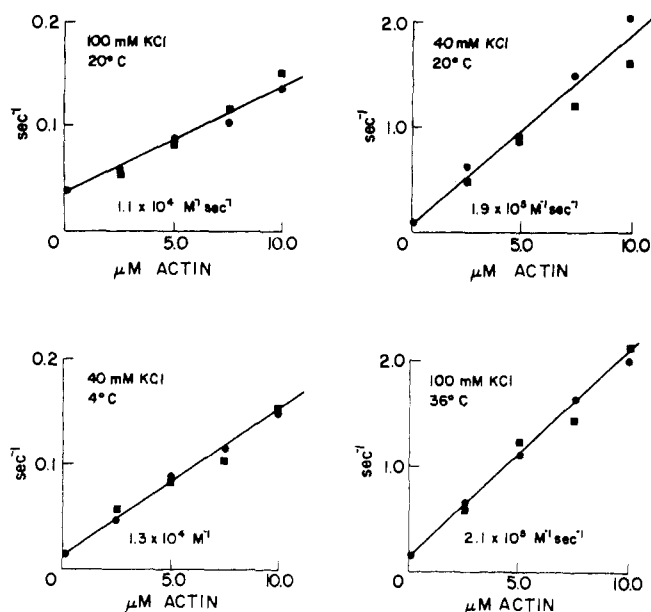 0.2
100 mM KCl
20° C
0.1
sec⁻¹
1.1 x 10⁴ M⁻¹ sec⁻¹
0
0 5.0 10.0
μM ACTIN
2.0
40 mM KCl
20° C
sec⁻¹
1.0
1.9 x 10⁵ M⁻¹ sec⁻¹
0
0 5.0 10.0
μM ACTIN
0.2
40 mM KCl
4° C
sec⁻¹
0.1
1.3 x 10⁴ M⁻¹
0
0 5.0 10.0
μM ACTIN
2.0
100 mM KCl
36° C
sec⁻¹
1.0
2.1 x 10⁵ M⁻¹ sec⁻¹
0
0 5.0 10.0
μM ACTIN